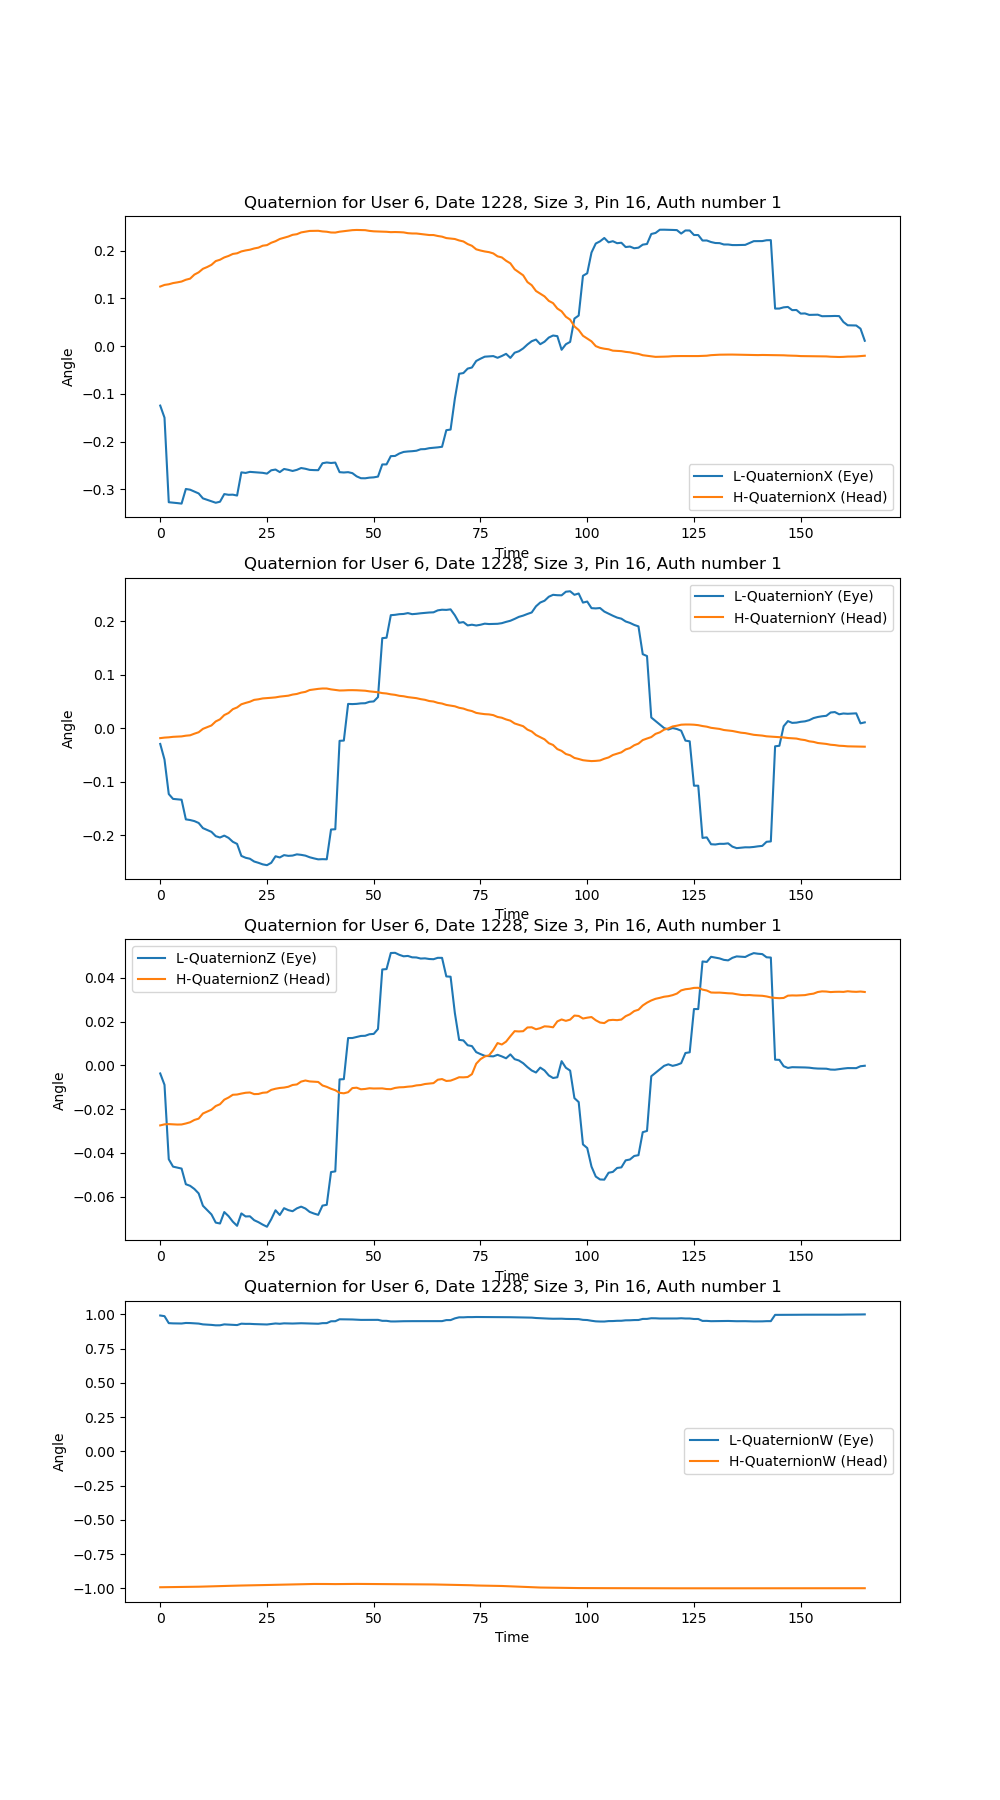 Quaternion for User 6, Date 1228, Size 3, Pin 16, Auth number 1
0.2
0.1
0.0
−0.1
−0.2
−0.3
Angle
L-QuaternionX (Eye)
H-QuaternionX (Head)
0 25 50 75 100 125 150
Time
Quaternion for User 6, Date 1228, Size 3, Pin 16, Auth number 1
0.2
0.1
0.0
−0.1
−0.2
Angle
L-QuaternionY (Eye)
H-QuaternionY (Head)
0 25 50 75 100 125 150
Time
Quaternion for User 6, Date 1228, Size 3, Pin 16, Auth number 1
0.04
0.02
0.00
−0.02
−0.04
−0.06
Angle
L-QuaternionZ (Eye)
H-QuaternionZ (Head)
0 25 50 75 100 125 150
Time
Quaternion for User 6, Date 1228, Size 3, Pin 16, Auth number 1
1.00
0.75
0.50
0.25
0.00
−0.25
−0.50
−0.75
−1.00
Angle
L-QuaternionW (Eye)
H-QuaternionW (Head)
0 25 50 75 100 125 150
Time